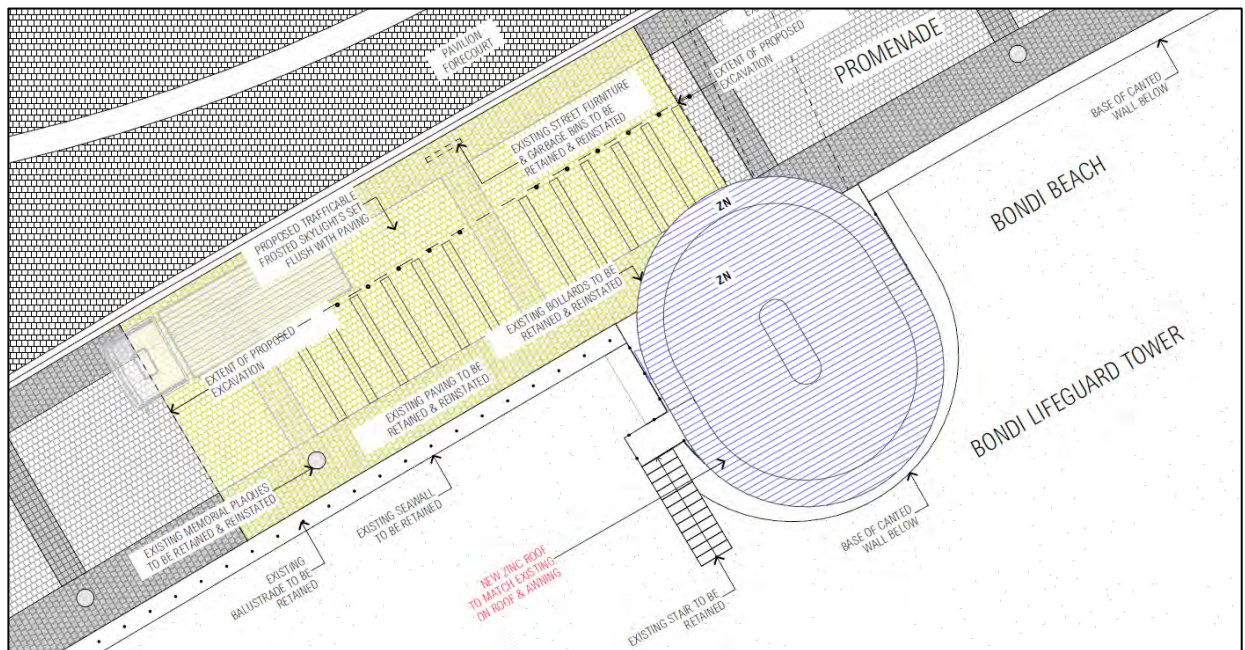 PAVILION
FORECOURT
EXISTING STREET FURNITURE
& GARBAGE BINS TO BE
RETAINED & REINSTATED
EXTENT OF PROPOSED
EXCAVATION
PROMENADE
BASE OF CANTED
WALL BELOW
BONDI BEACH
BONDI LIFEGUARD TOWER
PROPOSED TRAFFICABLE
FROSTED SKYLIGHTS SET
FLUSH WITH PAVING
ZN
ZN
EXISTING BOLLARDS TO BE
RETAINED & REINSTATED
EXTENT OF PROPOSED
EXCAVATION
EXISTING PAVING TO BE
RETAINED & REINSTATED
EXISTING MEMORIAL PLAQUES
TO BE RETAINED & REINSTATED
EXISTING SEAWALL
TO BE RETAINED
EXISTING
BALUSTRADE TO BE
RETAINED
NEW ZINC ROOF
TO MATCH EXISTING
ON ROOF & AWNING
EXISTING STAIR TO BE
RETAINED
BASE OF CANTED
WALL BELOW